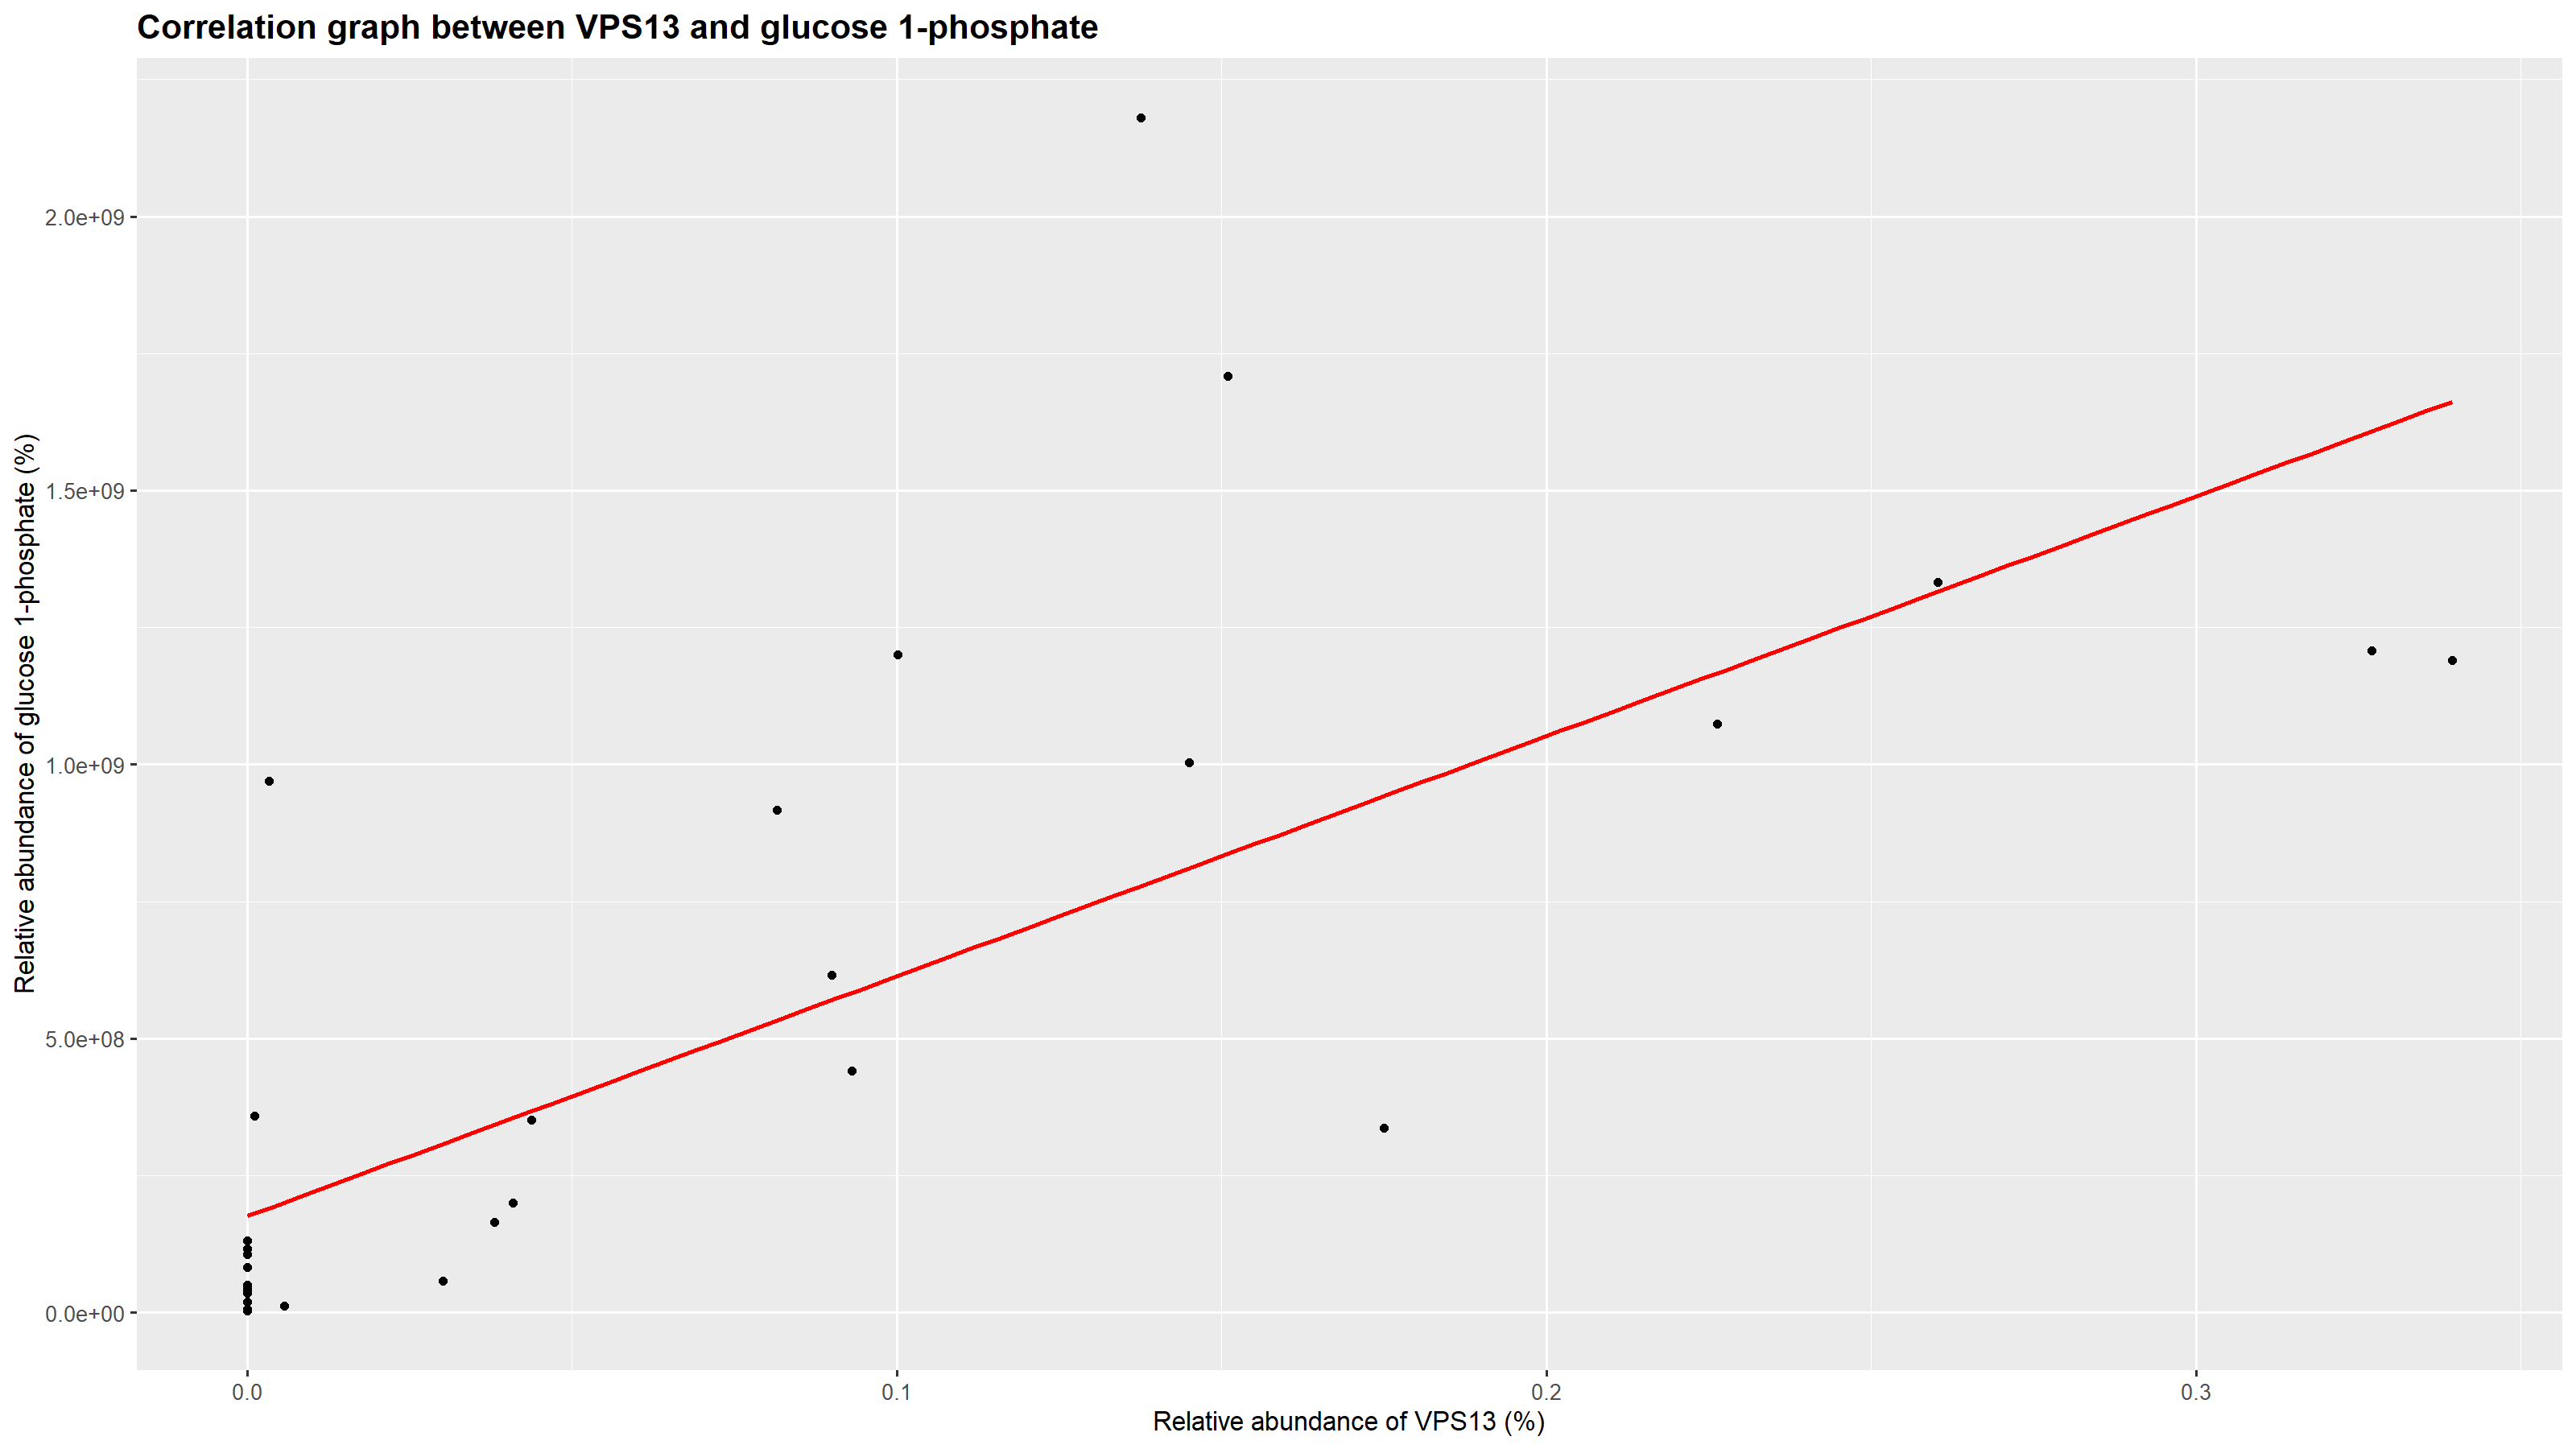 Correlation graph between VPS13 and glucose 1-phosphate
Relative abundance of glucose 1-phosphate (%)
2.0e+09
1.5e+09
1.0e+09
5.0e+08
0.0e+00
0.0
0.1
0.2
0.3
Relative abundance of VPS13 (%)